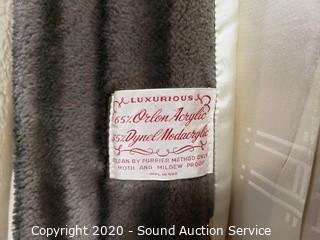 LUXURIOUS
65% Orlon Acrylic
35% Dynel Modacrylic
CLEAN BY FURRIER METHOD ONLY
MOTH AND MILDEW PROOF
Copyright 2020 - Sound Auction Service